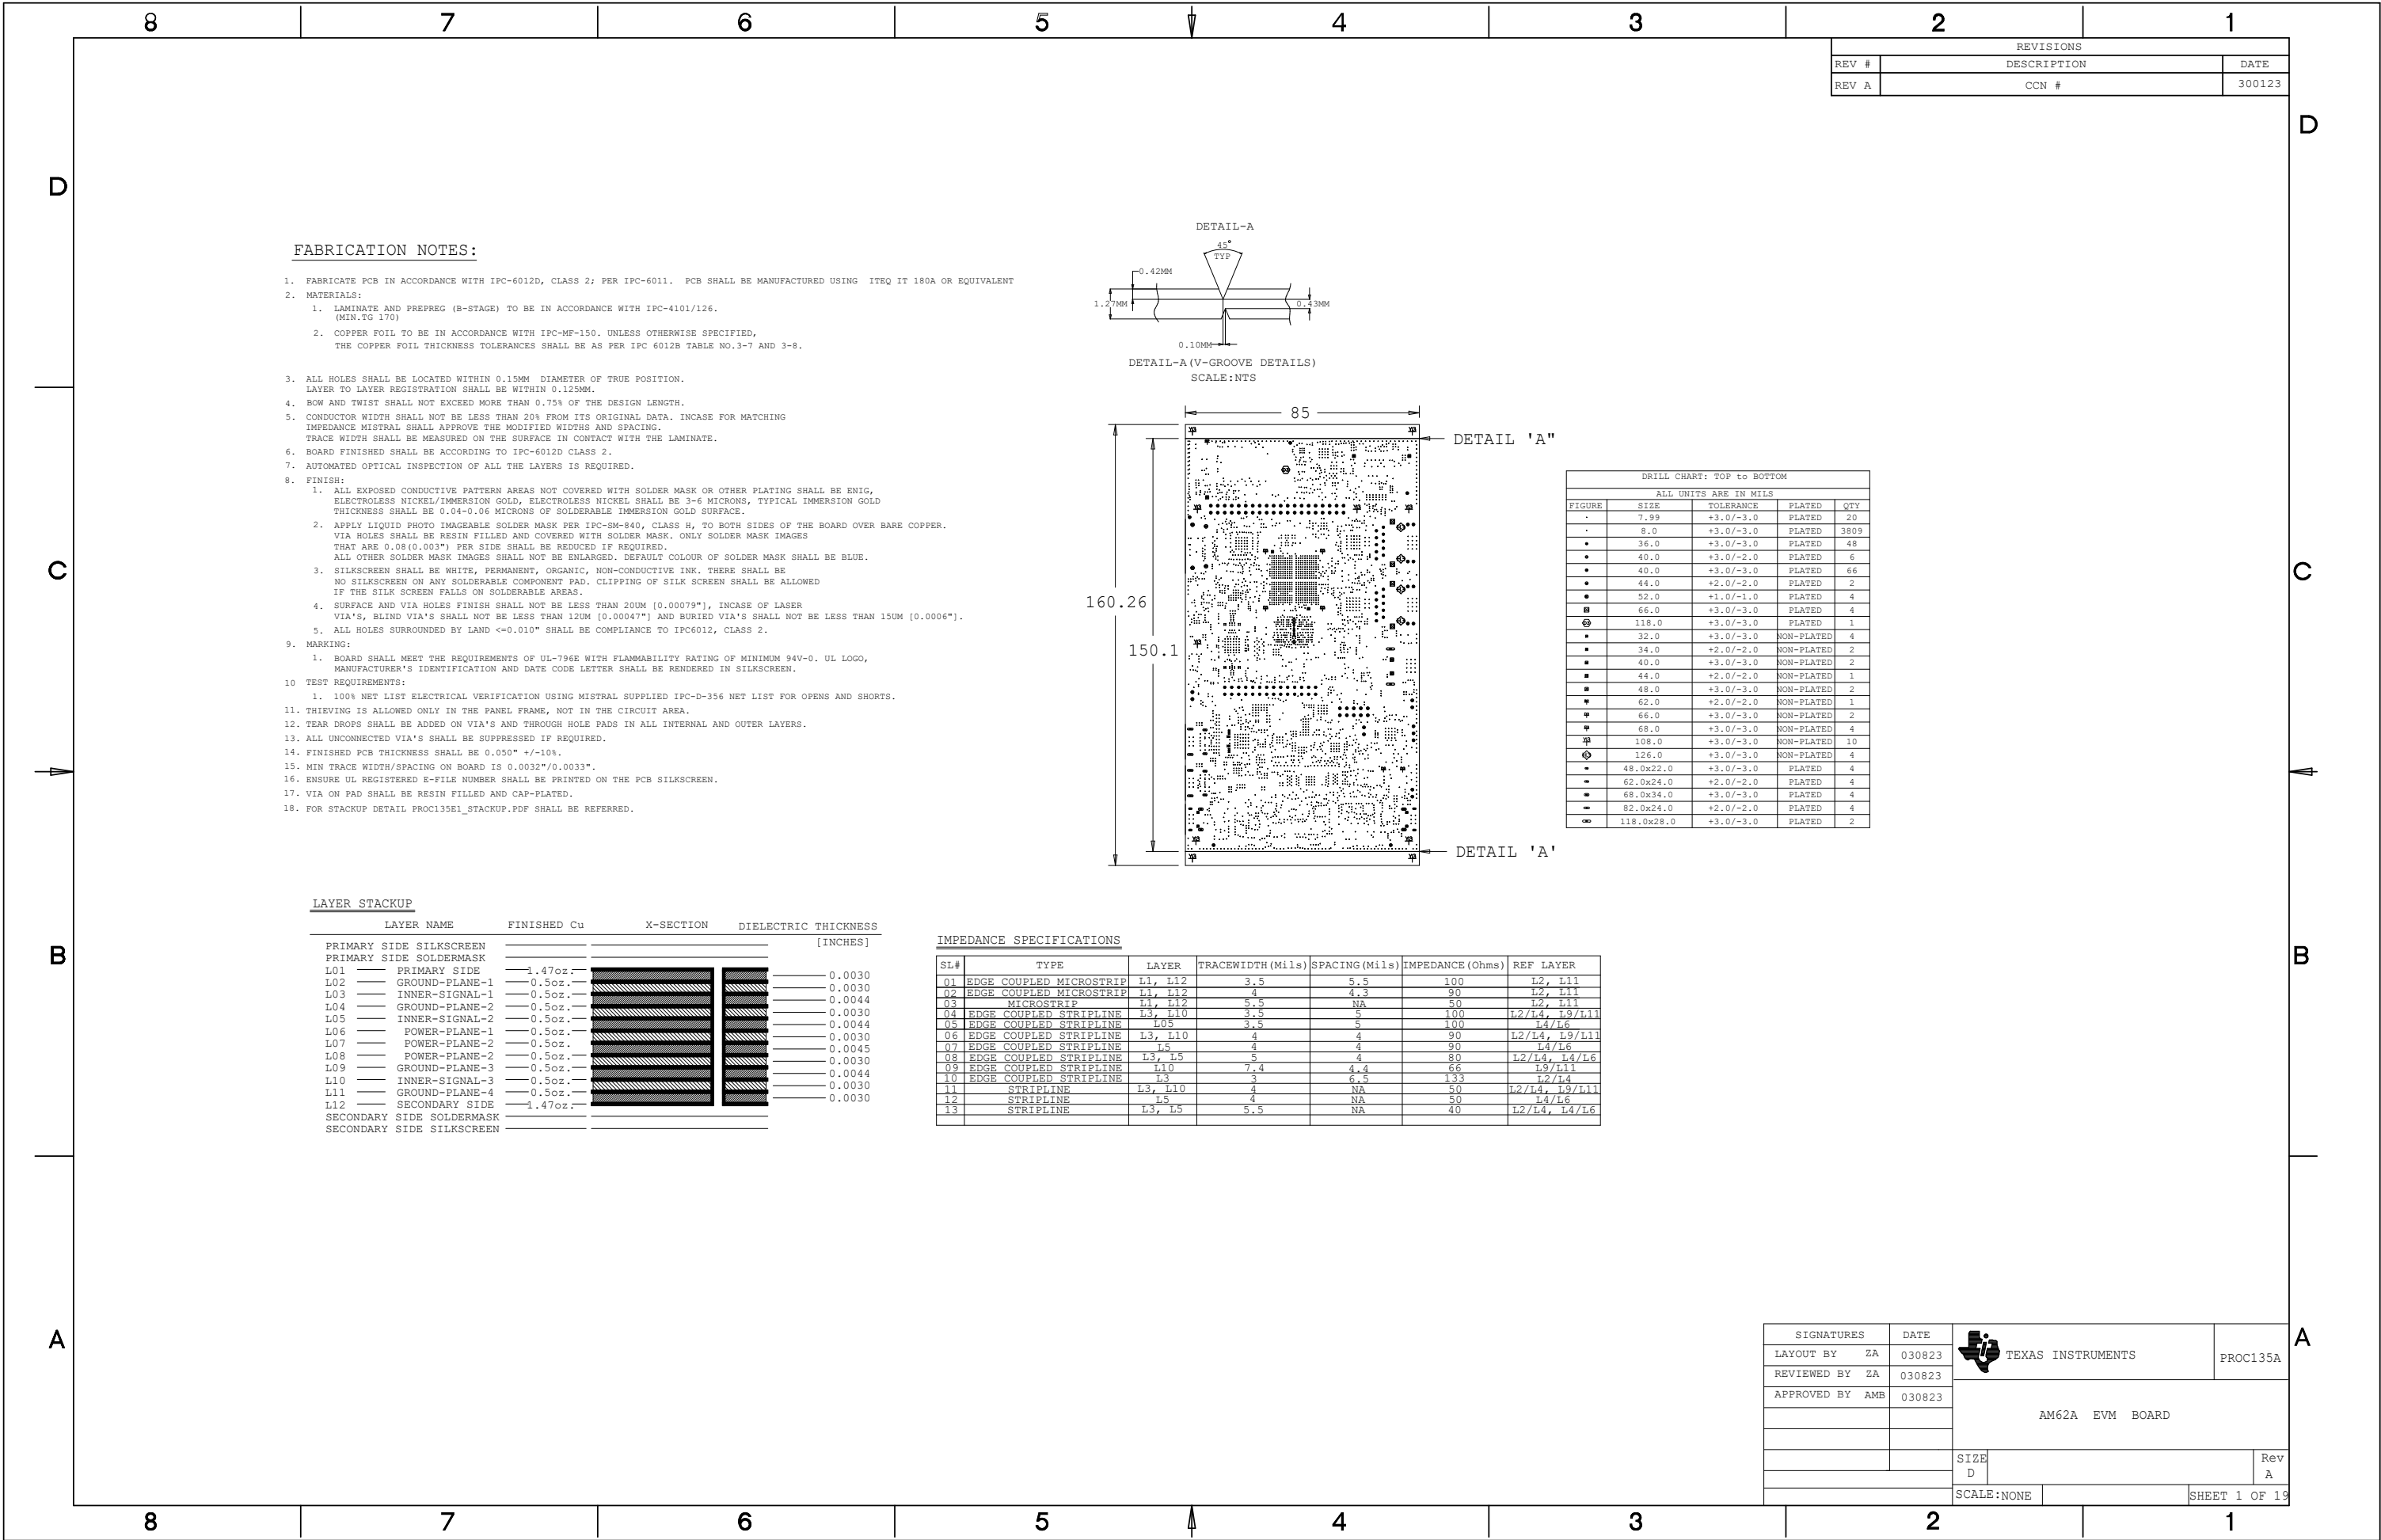 8 7 6 5 4 3 2 1
REVISIONS
REV # DESCRIPTION DATE
REV A CCN # 300123
D D
FABRICATION NOTES:
1. FABRICATE PCB IN ACCORDANCE WITH IPC-6012D, CLASS 2; PER IPC-6011. PCB SHALL BE MANUFACTURED USING ITEQ IT 180A OR EQUIVALENT
2. MATERIALS:
1. LAMINATE AND PREPREG (B-STAGE) TO BE IN ACCORDANCE WITH IPC-4101/126.
(MIN.TG 170)
2. COPPER FOIL TO BE IN ACCORDANCE WITH IPC-MF-150. UNLESS OTHERWISE SPECIFIED,
THE COPPER FOIL THICKNESS TOLERANCES SHALL BE AS PER IPC 6012B TABLE NO.3-7 AND 3-8.
3. ALL HOLES SHALL BE LOCATED WITHIN 0.15MM DIAMETER OF TRUE POSITION.
LAYER TO LAYER REGISTRATION SHALL BE WITHIN 0.125MM.
4. BOW AND TWIST SHALL NOT EXCEED MORE THAN 0.75% OF THE DESIGN LENGTH.
5. CONDUCTOR WIDTH SHALL NOT BE LESS THAN 20% FROM ITS ORIGINAL DATA. INCASE FOR MATCHING
IMPEDANCE MISTRAL SHALL APPROVE THE MODIFIED WIDTHS AND SPACING.
TRACE WIDTH SHALL BE MEASURED ON THE SURFACE IN CONTACT WITH THE LAMINATE.
6. BOARD FINISHED SHALL BE ACCORDING TO IPC-6012D CLASS 2.
7. AUTOMATED OPTICAL INSPECTION OF ALL THE LAYERS IS REQUIRED.
8. FINISH:
1. ALL EXPOSED CONDUCTIVE PATTERN AREAS NOT COVERED WITH SOLDER MASK OR OTHER PLATING SHALL BE ENIG,
ELECTROLESS NICKEL/IMMERSION GOLD, ELECTROLESS NICKEL SHALL BE 3-6 MICRONS, TYPICAL IMMERSION GOLD
THICKNESS SHALL BE 0.04-0.06 MICRONS OF SOLDERABLE IMMERSION GOLD SURFACE.
2. APPLY LIQUID PHOTO IMAGEABLE SOLDER MASK PER IPC-SM-840, CLASS H, TO BOTH SIDES OF THE BOARD OVER BARE COPPER.
VIA HOLES SHALL BE RESIN FILLED AND COVERED WITH SOLDER MASK. ONLY SOLDER MASK IMAGES
THAT ARE 0.08(0.003") PER SIDE SHALL BE REDUCED IF REQUIRED.
ALL OTHER SOLDER MASK IMAGES SHALL NOT BE ENLARGED. DEFAULT COLOUR OF SOLDER MASK SHALL BE BLUE.
3. SILKSCREEN SHALL BE WHITE, PERMANENT, ORGANIC, NON-CONDUCTIVE INK. THERE SHALL BE
NO SILKSCREEN ON ANY SOLDERABLE COMPONENT PAD. CLIPPING OF SILK SCREEN SHALL BE ALLOWED
IF THE SILK SCREEN FALLS ON SOLDERABLE AREAS.
4. SURFACE AND VIA HOLES FINISH SHALL NOT BE LESS THAN 20UM [0.00079"], INCASE OF LASER
VIA'S, BLIND VIA'S SHALL NOT BE LESS THAN 12UM [0.00047"] AND BURIED VIA'S SHALL NOT BE LESS THAN 15UM [0.0006"].
5. ALL HOLES SURROUNDED BY LAND <=0.010" SHALL BE COMPLIANCE TO IPC6012, CLASS 2.
9. MARKING:
1. BOARD SHALL MEET THE REQUIREMENTS OF UL-796E WITH FLAMMABILITY RATING OF MINIMUM 94V-0. UL LOGO,
MANUFACTURER'S IDENTIFICATION AND DATE CODE LETTER SHALL BE RENDERED IN SILKSCREEN.
10 TEST REQUIREMENTS:
1. 100% NET LIST ELECTRICAL VERIFICATION USING MISTRAL SUPPLIED IPC-D-356 NET LIST FOR OPENS AND SHORTS.
11. THIEVING IS ALLOWED ONLY IN THE PANEL FRAME, NOT IN THE CIRCUIT AREA.
12. TEAR DROPS SHALL BE ADDED ON VIA'S AND THROUGH HOLE PADS IN ALL INTERNAL AND OUTER LAYERS.
13. ALL UNCONNECTED VIA'S SHALL BE SUPPRESSED IF REQUIRED.
14. FINISHED PCB THICKNESS SHALL BE 0.050" +/-10%.
15. MIN TRACE WIDTH/SPACING ON BOARD IS 0.0032"/0.0033".
16. ENSURE UL REGISTERED E-FILE NUMBER SHALL BE PRINTED ON THE PCB SILKSCREEN.
17. VIA ON PAD SHALL BE RESIN FILLED AND CAP-PLATED.
18. FOR STACKUP DETAIL PROC135E1_STACKUP.PDF SHALL BE REFERRED.
DETAIL-A
45°
TYP
0.42MM
1.27MM 0.43MM
0.10MM
DETAIL-A(V-GROOVE DETAILS)
SCALE:NTS
85
DETAIL 'A"
160.26
150.1
DETAIL 'A'
C C
DRILL CHART: TOP to BOTTOM
ALL UNITS ARE IN MILS
FIGURE SIZE TOLERANCE PLATED QTY
7.99 +3.0/-3.0 PLATED 20
8.0 +3.0/-3.0 PLATED 3809
36.0 +3.0/-3.0 PLATED 48
40.0 +3.0/-2.0 PLATED 6
40.0 +3.0/-3.0 PLATED 66
44.0 +2.0/-2.0 PLATED 2
52.0 +1.0/-1.0 PLATED 4
66.0 +3.0/-3.0 PLATED 4
118.0 +3.0/-3.0 PLATED 1
32.0 +3.0/-3.0 NON-PLATED 4
34.0 +2.0/-2.0 NON-PLATED 2
40.0 +3.0/-3.0 NON-PLATED 2
44.0 +2.0/-2.0 NON-PLATED 1
48.0 +3.0/-3.0 NON-PLATED 2
62.0 +2.0/-2.0 NON-PLATED 1
66.0 +3.0/-3.0 NON-PLATED 2
68.0 +3.0/-3.0 NON-PLATED 4
108.0 +3.0/-3.0 NON-PLATED 10
126.0 +3.0/-3.0 NON-PLATED 4
48.0x22.0 +3.0/-3.0 PLATED 4
62.0x24.0 +2.0/-2.0 PLATED 4
68.0x34.0 +3.0/-3.0 PLATED 4
82.0x24.0 +2.0/-2.0 PLATED 4
118.0x28.0 +3.0/-3.0 PLATED 2
B B
LAYER STACKUP
LAYER NAME FINISHED Cu X-SECTION DIELECTRIC THICKNESS
[INCHES]
PRIMARY SIDE SILKSCREEN
PRIMARY SIDE SOLDERMASK
L01 PRIMARY SIDE 1.47oz.
0.0030
L02 GROUND-PLANE-1 0.5oz.
0.0030
L03 INNER-SIGNAL-1 0.5oz.
0.0044
L04 GROUND-PLANE-2 0.5oz.
0.0030
L05 INNER-SIGNAL-2 0.5oz.
0.0044
L06 POWER-PLANE-1 0.5oz.
0.0030
L07 POWER-PLANE-2 0.5oz.
0.0045
L08 POWER-PLANE-2 0.5oz.
0.0030
L09 GROUND-PLANE-3 0.5oz.
0.0044
L10 INNER-SIGNAL-3 0.5oz.
0.0030
L11 GROUND-PLANE-4 0.5oz.
0.0030
L12 SECONDARY SIDE 1.47oz.
SECONDARY SIDE SOLDERMASK
SECONDARY SIDE SILKSCREEN
IMPEDANCE SPECIFICATIONS
SL# TYPE LAYER TRACEWIDTH(Mils) SPACING(Mils) IMPEDANCE(Ohms) REF LAYER
01 EDGE COUPLED MICROSTRIP L1, L12 3.5 5.5 100 L2, L11
02 EDGE COUPLED MICROSTRIP L1, L12 4 4.3 90 L2, L11
03 MICROSTRIP L1, L12 5.5 NA 50 L2, L11
04 EDGE COUPLED STRIPLINE L3, L10 3.5 5 100 L2/L4, L9/L11
05 EDGE COUPLED STRIPLINE L05 3.5 5 100 L4/L6
06 EDGE COUPLED STRIPLINE L3, L10 4 4 90 L2/L4, L9/L11
07 EDGE COUPLED STRIPLINE L5 4 4 90 L4/L6
08 EDGE COUPLED STRIPLINE L3, L5 5 4 80 L2/L4, L4/L6
09 EDGE COUPLED STRIPLINE L10 7.4 4.4 66 L9/L11
10 EDGE COUPLED STRIPLINE L3 3 6.5 133 L2/L4
11 STRIPLINE L3, L10 4 NA 50 L2/L4, L9/L11
12 STRIPLINE L5 4 NA 50 L4/L6
13 STRIPLINE L3, L5 5.5 NA 40 L2/L4, L4/L6
A A
SIGNATURES DATE
LAYOUT BY ZA 030823
REVIEWED BY ZA 030823
APPROVED BY AMB 030823
TEXAS INSTRUMENTS
PROC135A
AM62A EVM BOARD
SIZE
D
Rev
A
SCALE:NONE
SHEET 1 OF 19
8 7 6 5 4 3 2 1